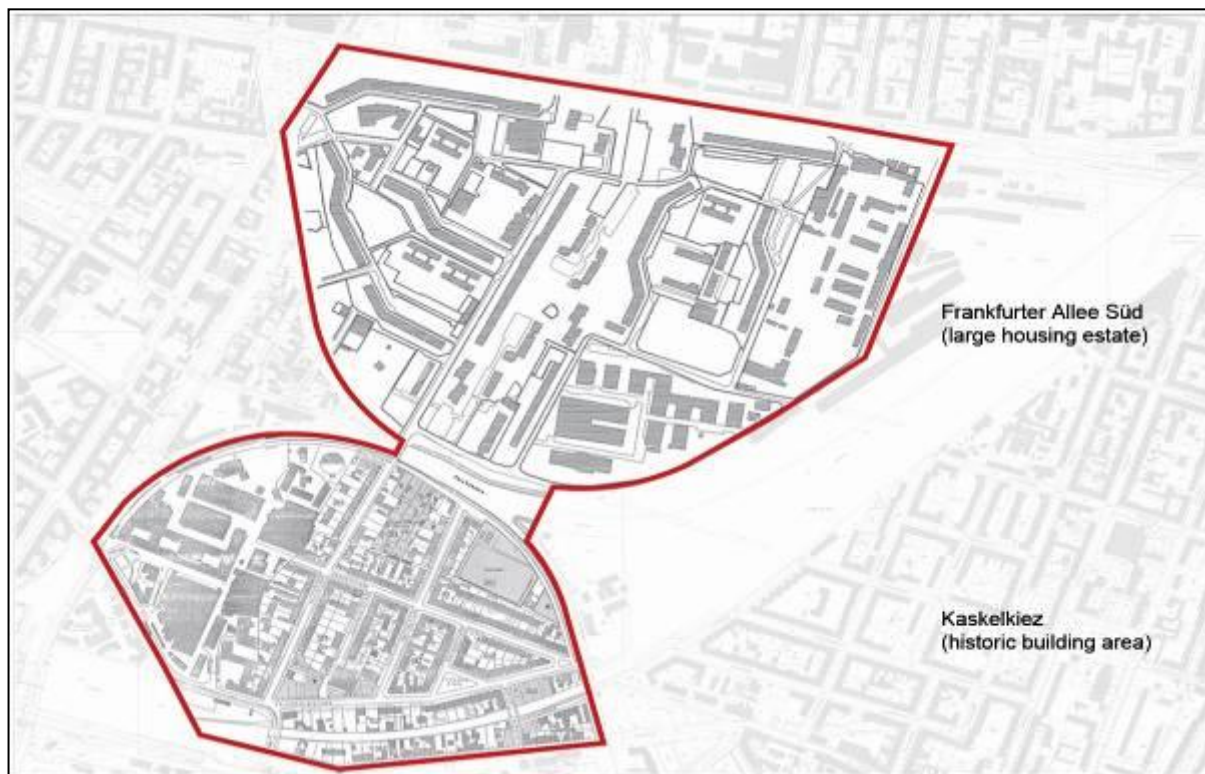 Frankfurter Allee Süd
(large housing estate)
Kaskelkiez
(historic building area)